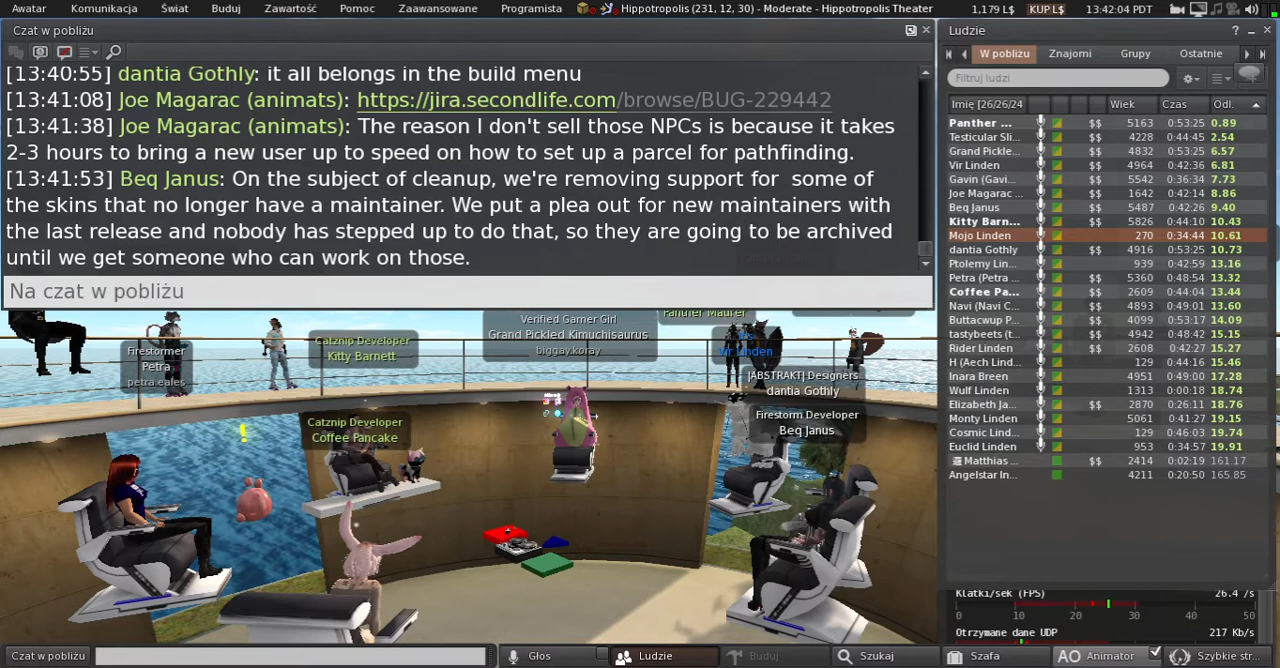 Awatar Komunikacja Świat Buduj Zawartość Pomoc Zaawansowane Programista Hippotropolis (231, 12, 30) - Moderate - Hippotropolis Theater 1,179 L$ KUP L$ 13:42:04 PDT
Czat w pobliżu
[13:40:55] dantia Gothly: it all belongs in the build menu
[13:41:08] Joe Magarac (animats): https://jira.secondlife.com/browse/BUG-229442
[13:41:38] Joe Magarac (animats): The reason I don't sell those NPCs is because it takes
2-3 hours to bring a new user up to speed on how to set up a parcel for pathfinding.
[13:41:53] Beq Janus: On the subject of cleanup, we're removing support for  some of
the skins that no longer have a maintainer. We put a plea out for new maintainers with
the last release and nobody has stepped up to do that, so they are going to be archived
until we get someone who can work on those.
Na czat w pobliżu
Firestormer
Petra
petra.eales
Catznip Developer
Kitty Barnett
Verified Gamer Girl
Grand Pickled Kimuchisaurus
biggay.koray
Panther Maurer
Vir Linden
|ABSTRAKT| Designers
dantia Gothly
Firestorm Developer
Beq Janus
Catznip Developer
Coffee Pancake
Ludzie
W pobliżu Znajomi Grupy Ostatnie
Filtruj ludzi
Imię [26/26/24 Wiek Czas Odl.
Panther ... $$ 5163 0:53:25 0.89
Testicular Sli... $$ 4228 0:44:45 2.54
Grand Pickle... $$ 4832 0:53:25 6.57
Vir Linden $$ 4964 0:42:36 6.81
Gavin (Gavi... $$ 5542 0:36:34 7.73
Joe Magarac ... $$ 1642 0:42:14 8.86
Beq Janus $$ 5487 0:42:26 9.40
Kitty Barn... $$ 5826 0:44:10 10.43
Mojo Linden 270 0:34:44 10.61
dantia Gothly $$ 4916 0:53:25 10.73
Ptolemy Lin... 939 0:42:59 13.16
Petra (Petra ... $$ 5360 0:48:54 13.32
Coffee Pa... $$ 2609 0:44:04 13.44
Navi (Navi C... $$ 4893 0:49:01 13.60
Buttacwup P... $$ 4099 0:53:17 14.09
tastybeets (t... $$ 4942 0:48:42 15.15
Rider Linden $$ 2608 0:42:27 15.27
H (Aech Lind... 129 0:44:16 15.46
Inara Breen 4951 0:49:00 17.28
Wulf Linden 1313 0:00:18 18.74
Elizabeth Ja... $$ 2870 0:26:11 18.76
Monty Linden 5061 0:41:27 19.15
Cosmic Lind... 129 0:46:03 19.74
Euclid Linden 953 0:34:57 19.91
Matthias ... $$ 2414 0:02:19 161.17
Angelstar In... 4211 0:20:50 165.85
Klatki/sek (FPS) 26.4 /s
0 10 20 30 40 50
Otrzymane dane UDP 217 Kb/s
Czat w pobliżu Głos Ludzie Buduj Szukaj Szafa AO Animator Szybkie str...